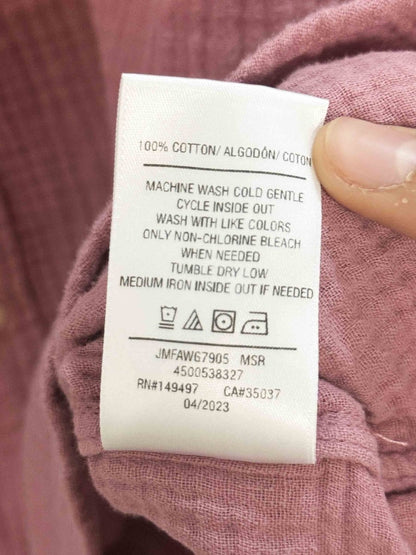 100% COTTON/ ALGODÓN/ COTON
MACHINE WASH COLD GENTLE
CYCLE INSIDE OUT
WASH WITH LIKE COLORS
ONLY NON-CHLORINE BLEACH
WHEN NEEDED
TUMBLE DRY LOW
MEDIUM IRON INSIDE OUT IF NEEDED
JMFAW67905 MSR
4500538327
RN#149497 CA#35037
04/2023